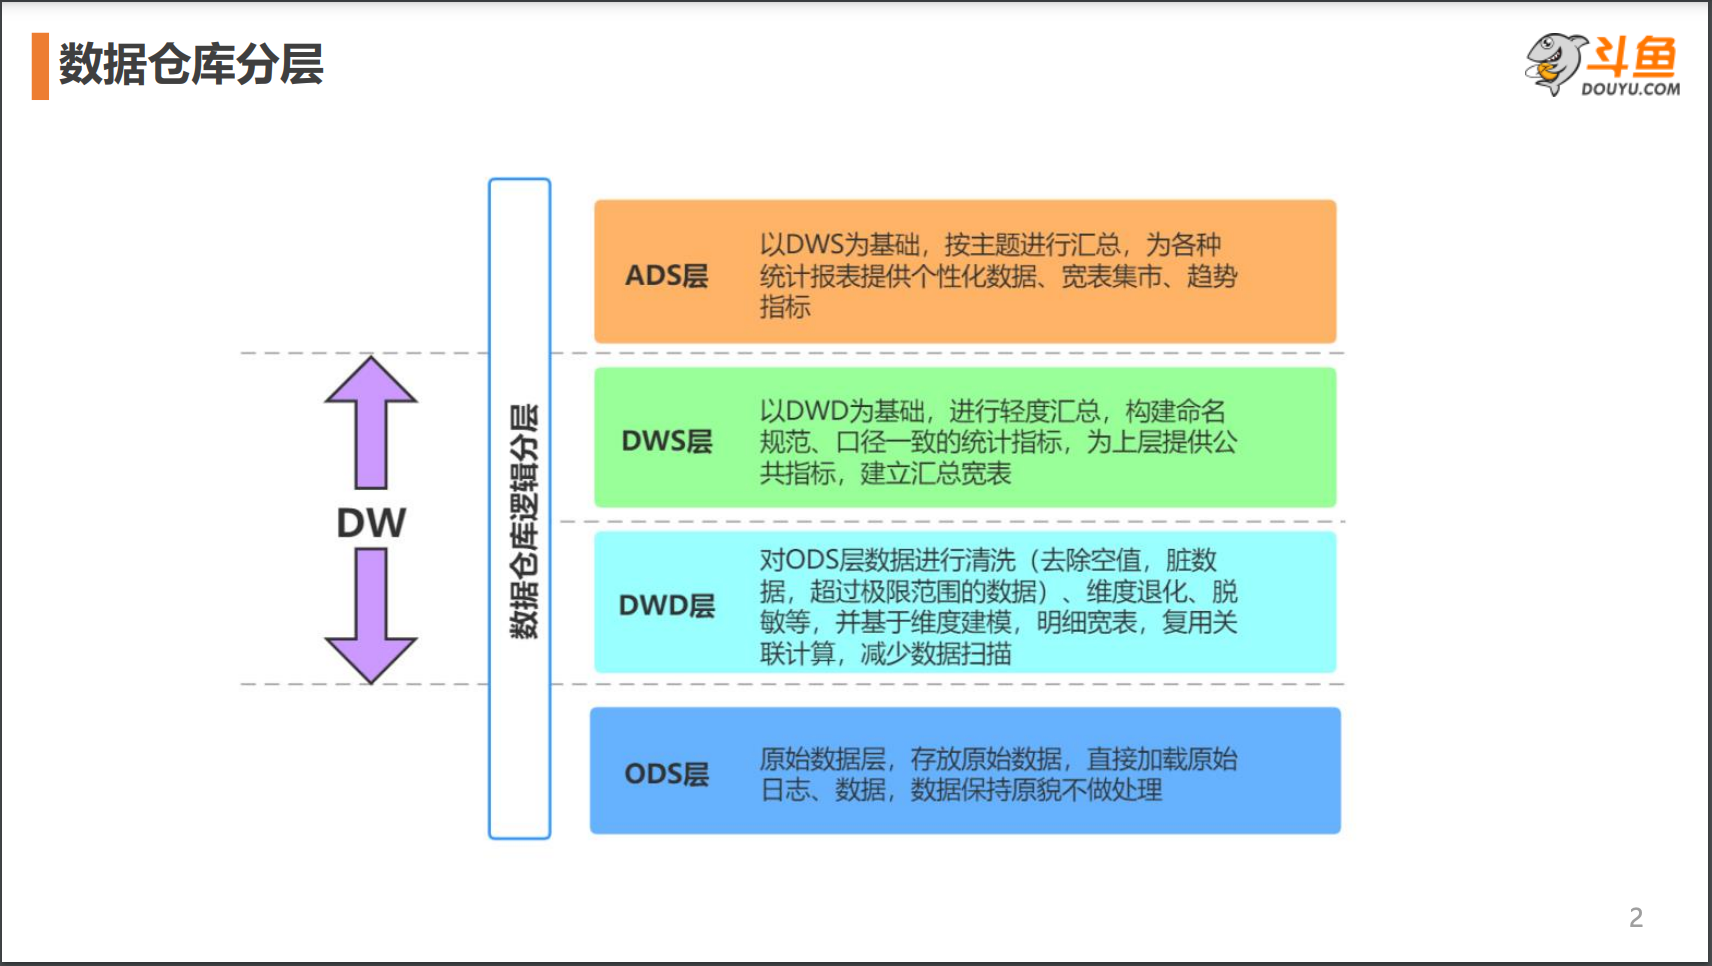 数据仓库分层
斗鱼
DOUYU.COM
数据仓库逻辑分层
ADS层
以DWS为基础，按主题进行汇总，为各种
统计报表提供个性化数据、宽表集市、趋势
指标
DW
DWS层
以DWD为基础，进行轻度汇总，构建命名
规范、口径一致的统计指标，为上层提供公
共指标，建立汇总宽表
DWD层
对ODS层数据进行清洗（去除空值，脏数
据，超过极限范围的数据）、维度退化、脱
敏等，并基于维度建模，明细宽表，复用关
联计算，减少数据扫描
ODS层
原始数据层，存放原始数据，直接加载原始
日志、数据，数据保持原貌不做处理
2